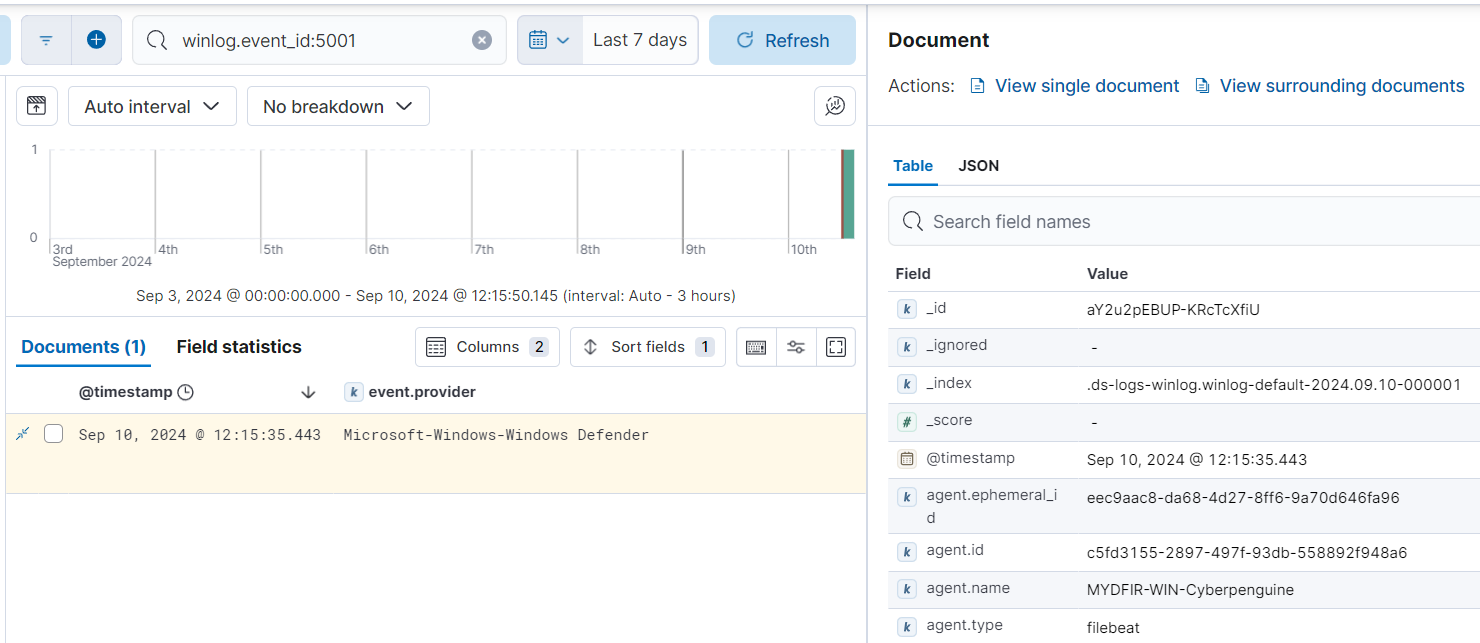 winlog.event_id:5001
Last 7 days
Refresh
Auto interval
No breakdown
1
0
3rd 4th 5th 6th 7th 8th 9th 10th
September 2024
Sep 3, 2024 @ 00:00:00.000 - Sep 10, 2024 @ 12:15:50.145 (interval: Auto - 3 hours)
Documents (1) Field statistics Columns 2 Sort fields 1
@timestamp k event.provider
Sep 10, 2024 @ 12:15:35.443 Microsoft-Windows-Windows Defender
Document
Actions: View single document View surrounding documents
Table JSON
Search field names
Field Value
k _id aY2u2pEBUP-KRcTcXfiU
k _ignored -
k _index .ds-logs-winlog.winlog-default-2024.09.10-000001
# _score -
@timestamp Sep 10, 2024 @ 12:15:35.443
k agent.ephemeral_i eec9aac8-da68-4d27-8ff6-9a70d646fa96
d
k agent.id c5fd3155-2897-497f-93db-558892f948a6
k agent.name MYDFIR-WIN-Cyberpenguine
k agent.type filebeat